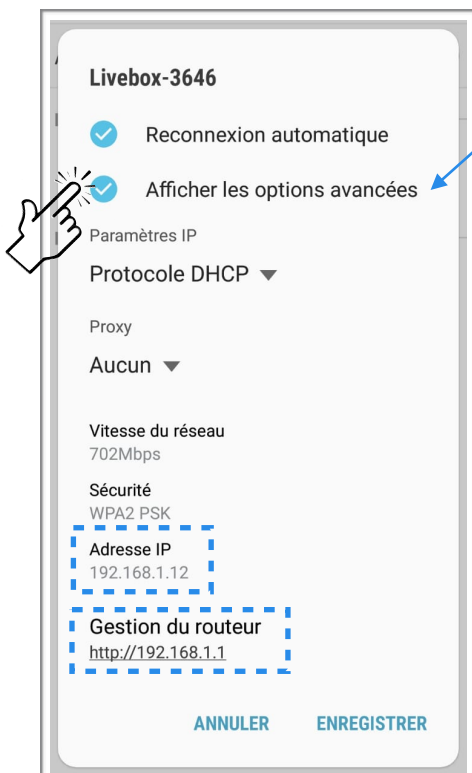 Livebox-3646
Reconnexion automatique
Afficher les options avancées
Paramètres IP
Protocole DHCP
Proxy
Aucun
Vitesse du réseau
702Mbps
Sécurité
WPA2 PSK
Adresse IP
192.168.1.12
Gestion du routeur
http://192.168.1.1
ANNULER ENREGISTRER